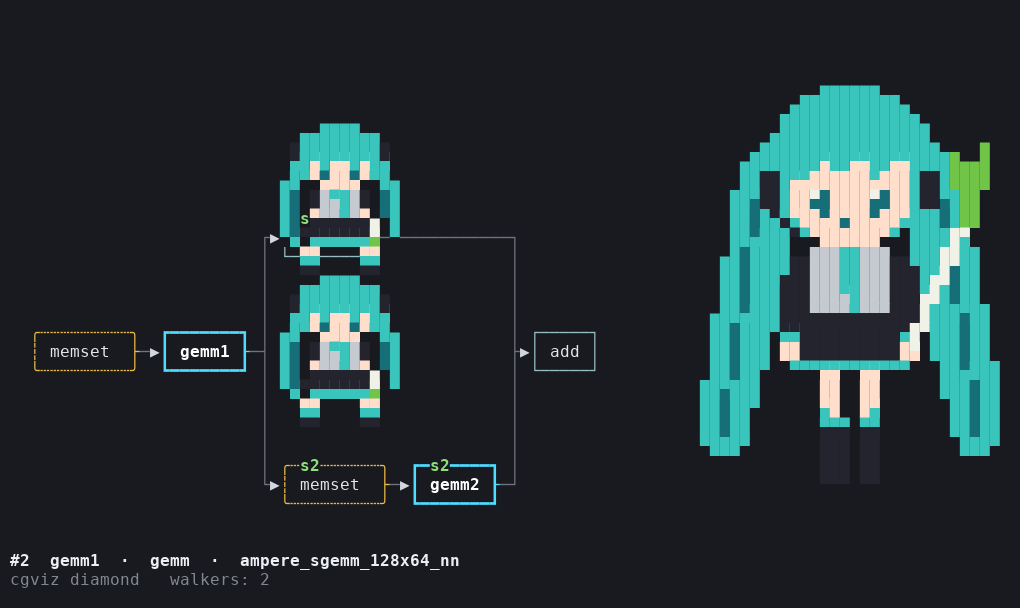 s
memset
gemm1
add
s2
s2
memset
gemm2
#2 gemm1 · gemm · ampere_sgemm_128x64_nn
cgviz diamond walkers: 2